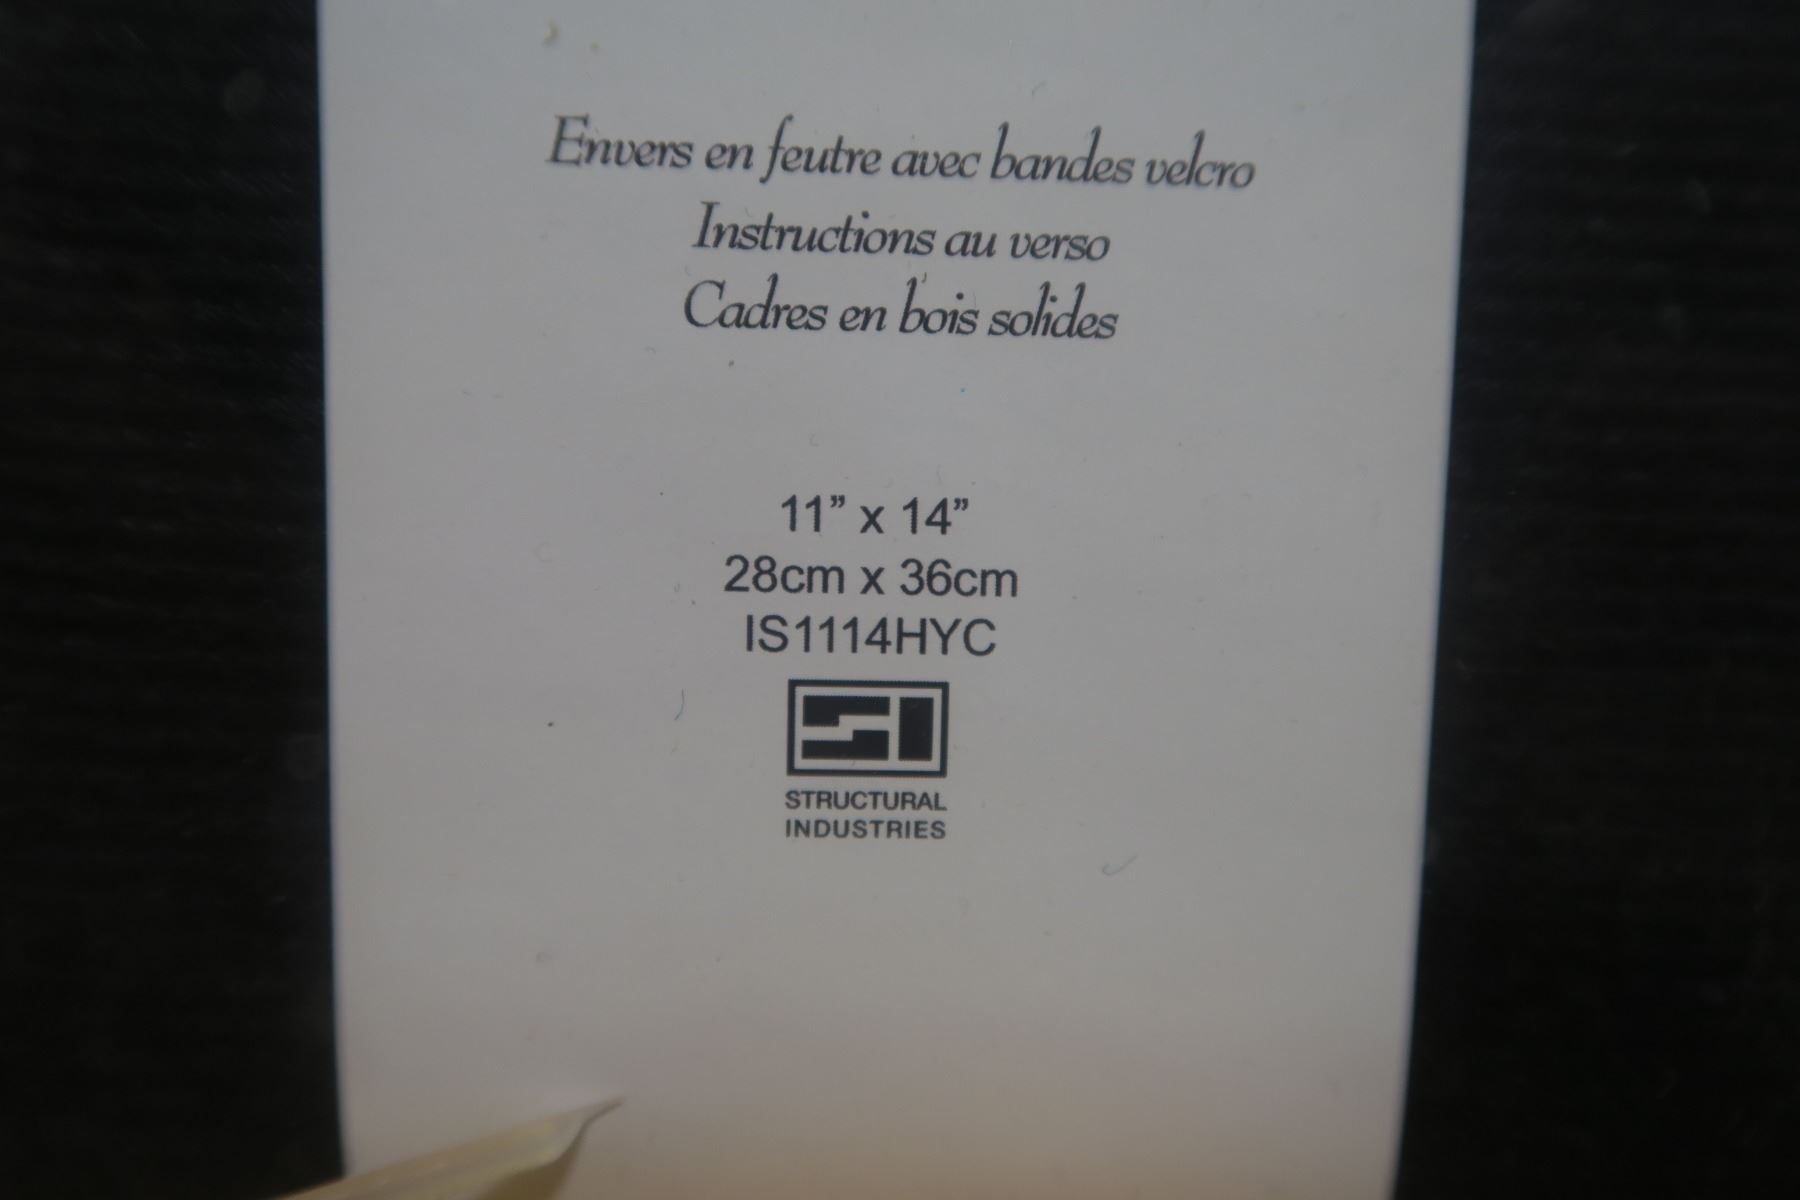 Envers en feutre avec bandes velcro
Instructions au verso
Cadres en bois solides
11” x 14”
28cm x 36cm
IS1114HYC
SI
STRUCTURAL
INDUSTRIES